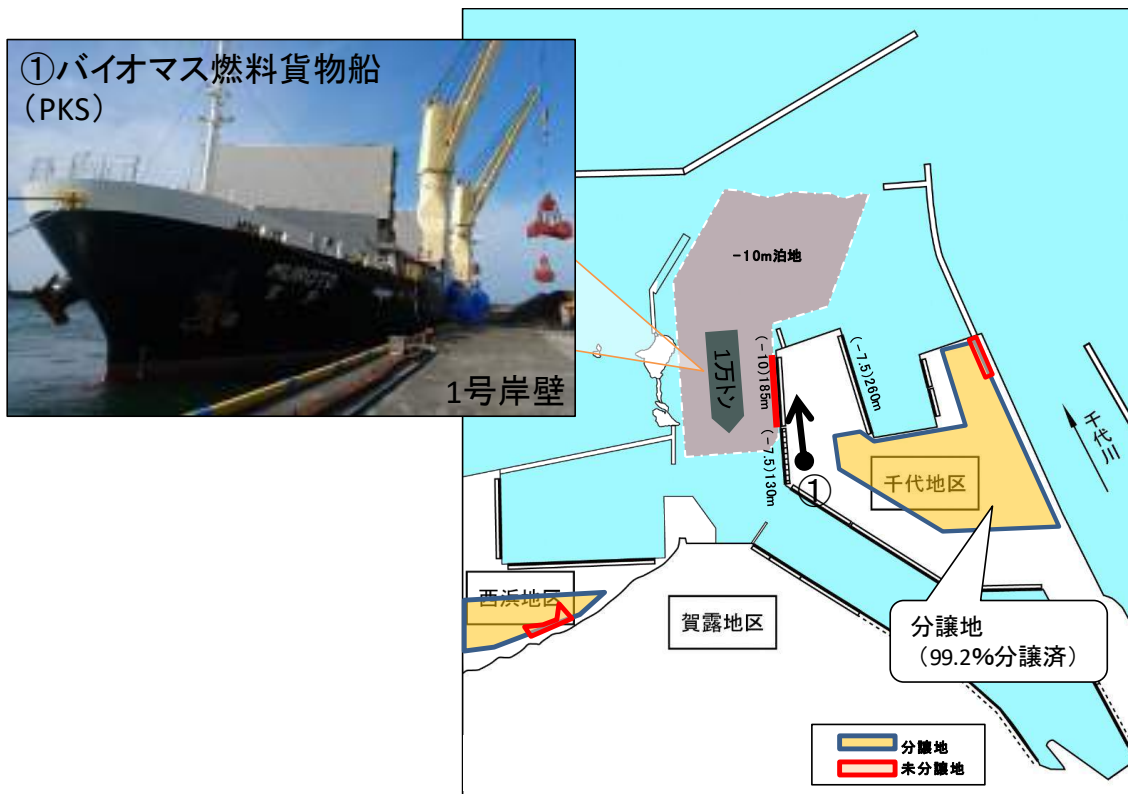 ①バイオマス燃料貨物船
（PKS）
1号岸壁
-10m泊地
1万トン
(-10)185m
(-7.5)260m
(-7.5)130m
①
千代川
千代地区
西浜地区
賀露地区
分譲地
（99.2%分譲済）
分譲地
未分譲地